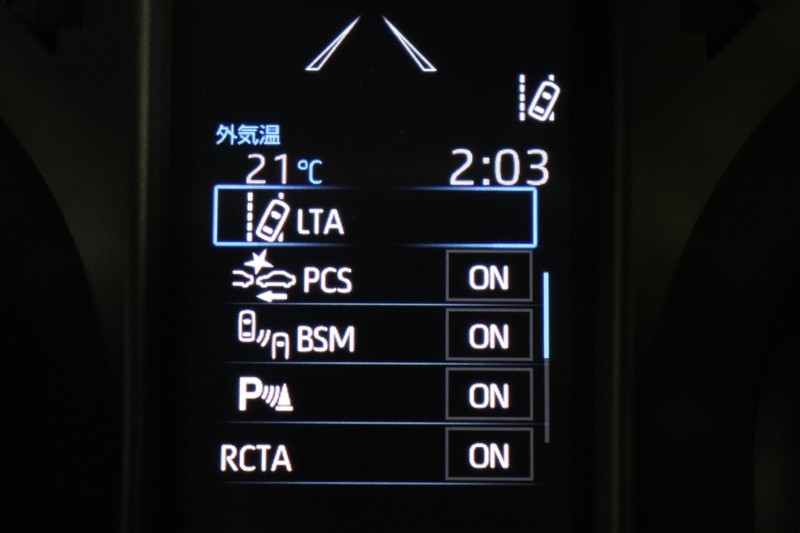 外気温
21℃ 2:03
LTA
PCS ON
BSM ON
P ON
RCTA ON